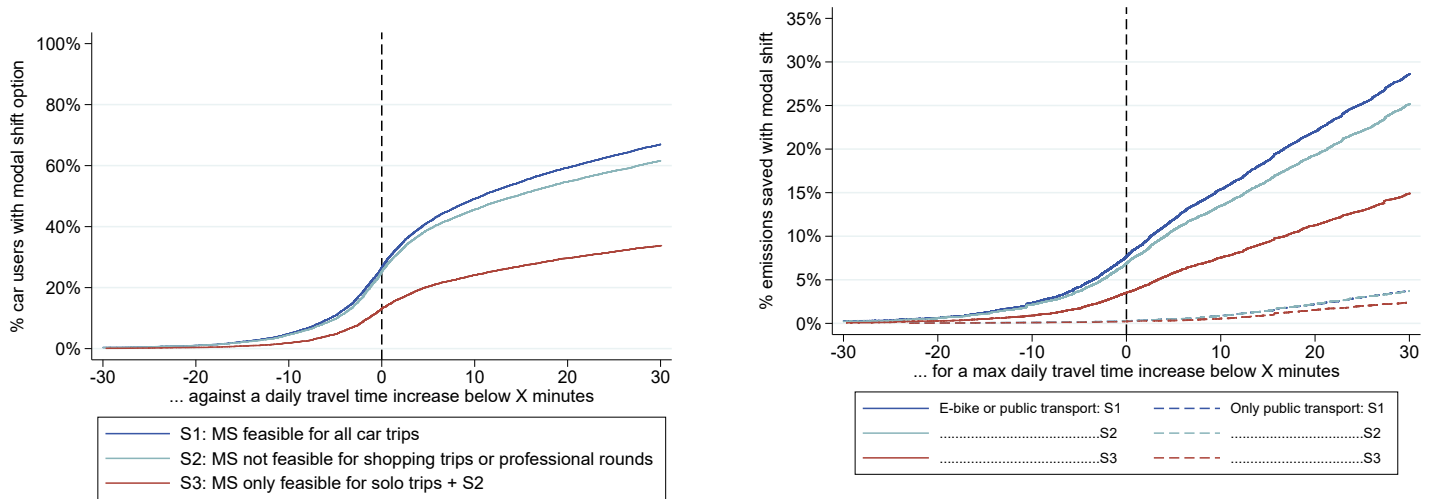 % car users with modal shift option
100%
80%
60%
40%
20%
0%
-30 -20 -10 0 10 20 30
... against a daily travel time increase below X minutes
S1: MS feasible for all car trips
S2: MS not feasible for shopping trips or professional rounds
S3: MS only feasible for solo trips + S2
% emissions saved with modal shift
35%
30%
25%
20%
15%
10%
5%
0%
-30 -20 -10 0 10 20 30
... for a max daily travel time increase below X minutes
E-bike or public transport: S1 Only public transport: S1
........................................S2 .................................S2
........................................S3 .................................S3